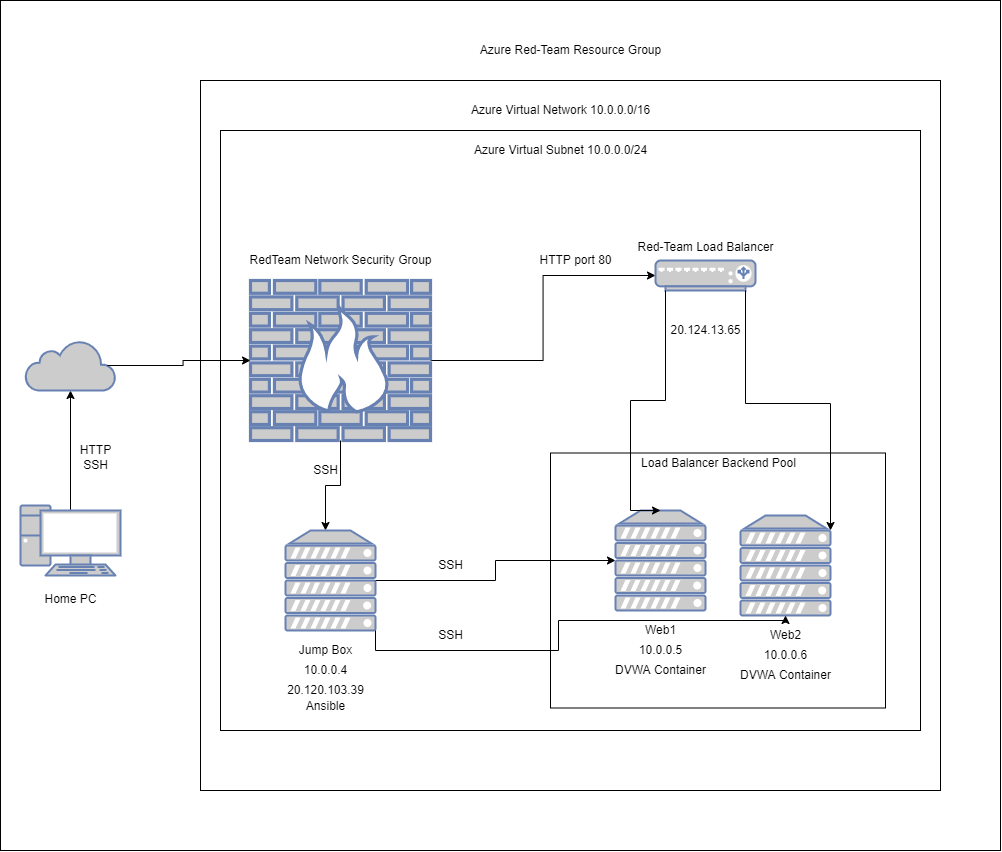 Azure Red-Team Resource Group
Azure Virtual Network 10.0.0.0/16
Azure Virtual Subnet 10.0.0.0/24
RedTeam Network Security Group
HTTP port 80
Red-Team Load Balancer
20.124.13.65
HTTP
SSH
Home PC
SSH
Load Balancer Backend Pool
SSH
SSH
Jump Box
10.0.0.4
20.120.103.39
Ansible
Web1
10.0.0.5
DVWA Container
Web2
10.0.0.6
DVWA Container